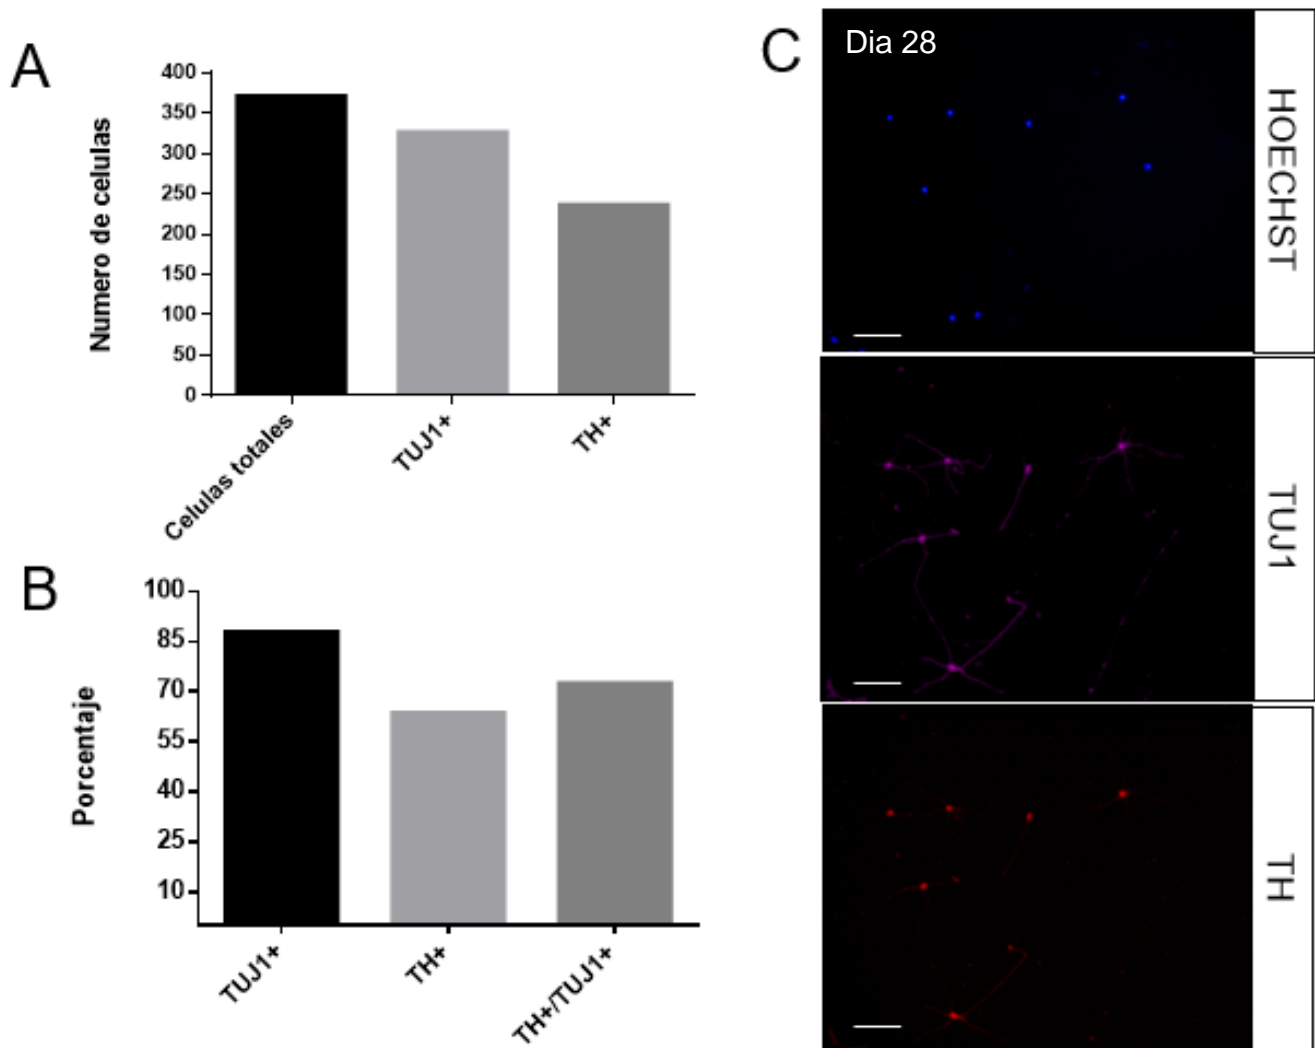 A
400
350
300
250
200
150
100
50
0
Numero de celulas
Celulas totales
TUJ1+
TH+
B
100
85
70
55
40
25
10
Porcentaje
TUJ1+
TH+
TH+/TUJ1+
C
Dia 28
HOECHST
TUJ1
TH